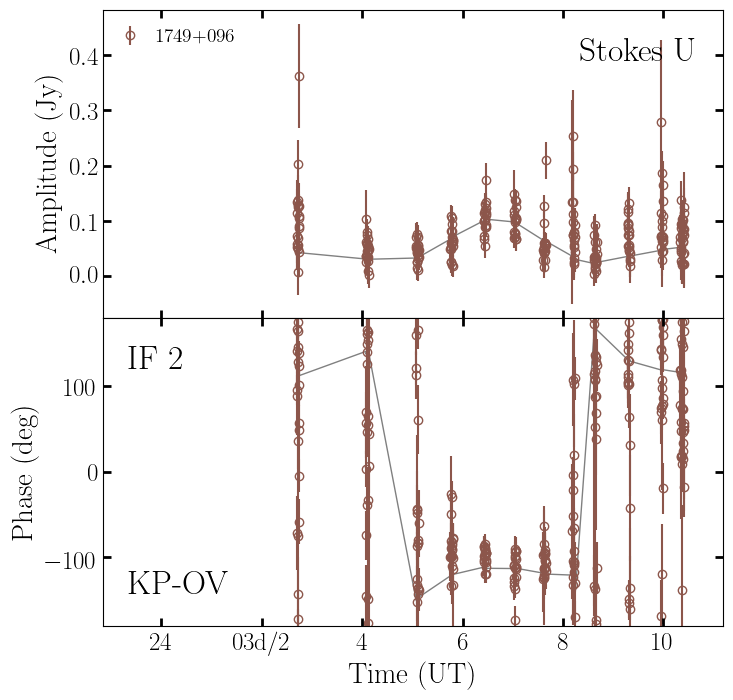 1749+096
Stokes U
0.4
0.3
0.2
0.1
0.0
Amplitude (Jy)
IF 2
100
0
−100
Phase (deg)
KP-OV
24 03d/2 4 6 8 10
Time (UT)